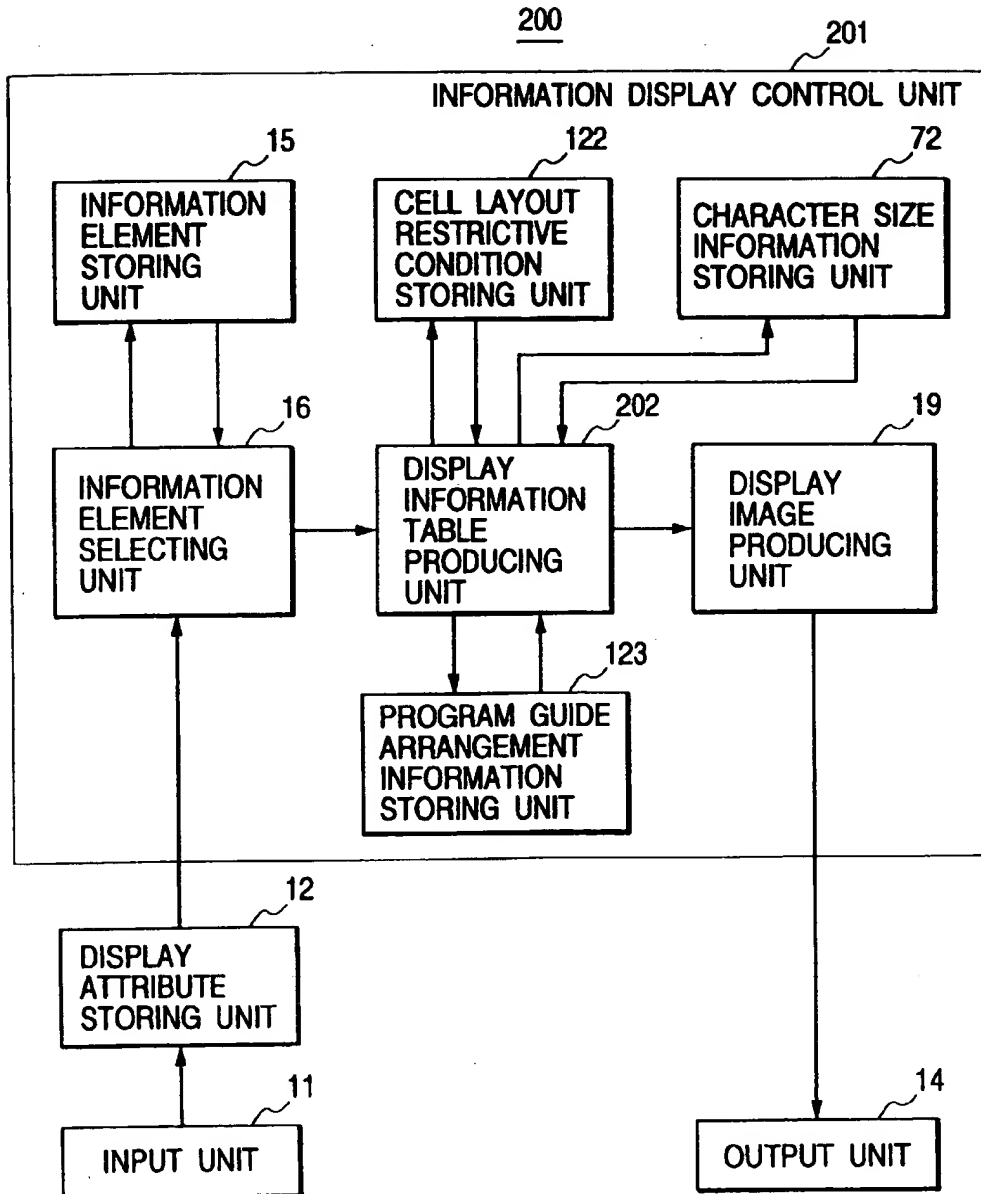 200
201
INFORMATION DISPLAY CONTROL UNIT
15
INFORMATION
ELEMENT
STORING
UNIT
122
CELL LAYOUT
RESTRICTIVE
CONDITION
STORING UNIT
72
CHARACTER SIZE
INFORMATION
STORING UNIT
16
INFORMATION
ELEMENT
SELECTING
UNIT
202
DISPLAY
INFORMATION
TABLE
PRODUCING
UNIT
19
DISPLAY
IMAGE
PRODUCING
UNIT
123
PROGRAM GUIDE
ARRANGEMENT
INFORMATION
STORING UNIT
12
DISPLAY
ATTRIBUTE
STORING UNIT
11
INPUT UNIT
14
OUTPUT UNIT